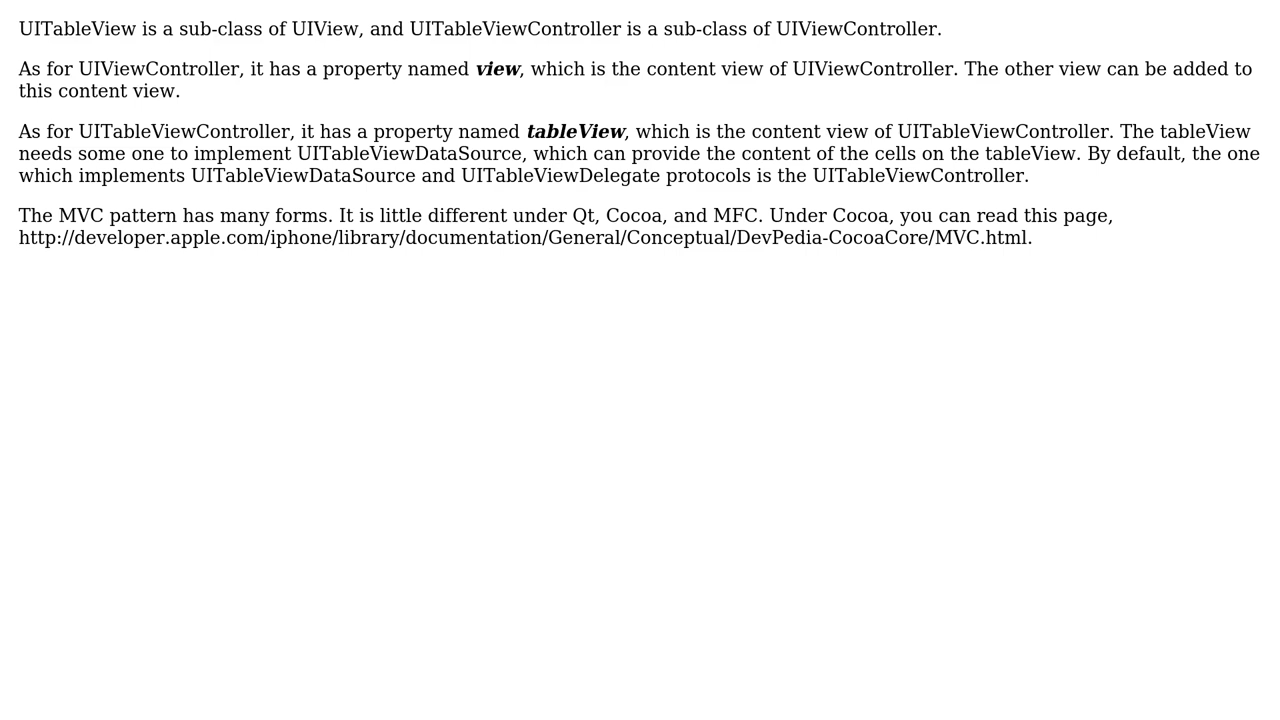 UITableView is a sub-class of UIView, and UITableViewController is a sub-class of UIViewController.
As for UIViewController, it has a property named view, which is the content view of UIViewController. The other view can be added to
this content view.
As for UITableViewController, it has a property named tableView, which is the content view of UITableViewController. The tableView
needs some one to implement UITableViewDataSource, which can provide the content of the cells on the tableView. By default, the one
which implements UITableViewDataSource and UITableViewDelegate protocols is the UITableViewController.
The MVC pattern has many forms. It is little different under Qt, Cocoa, and MFC. Under Cocoa, you can read this page,
http://developer.apple.com/iphone/library/documentation/General/Conceptual/DevPedia-CocoaCore/MVC.html.